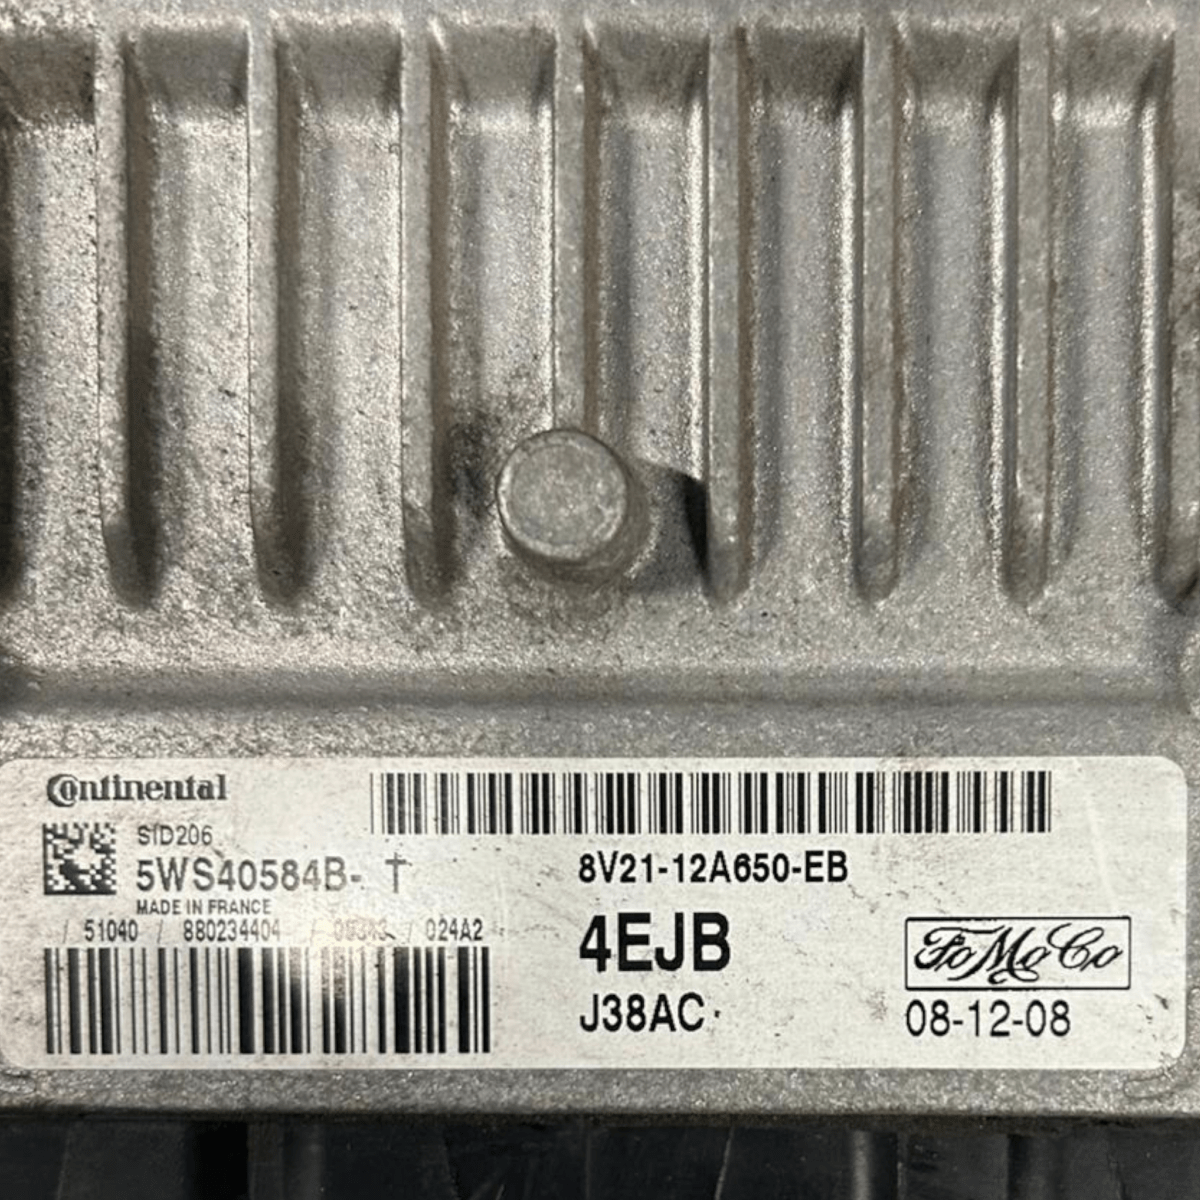 Continental
SID206
5WS40584B- T
MADE IN FRANCE
/ 51040 / 880234404 / / 024A2
8V21-12A650-EB
4EJB
J38AC
FoMoCo
08-12-08